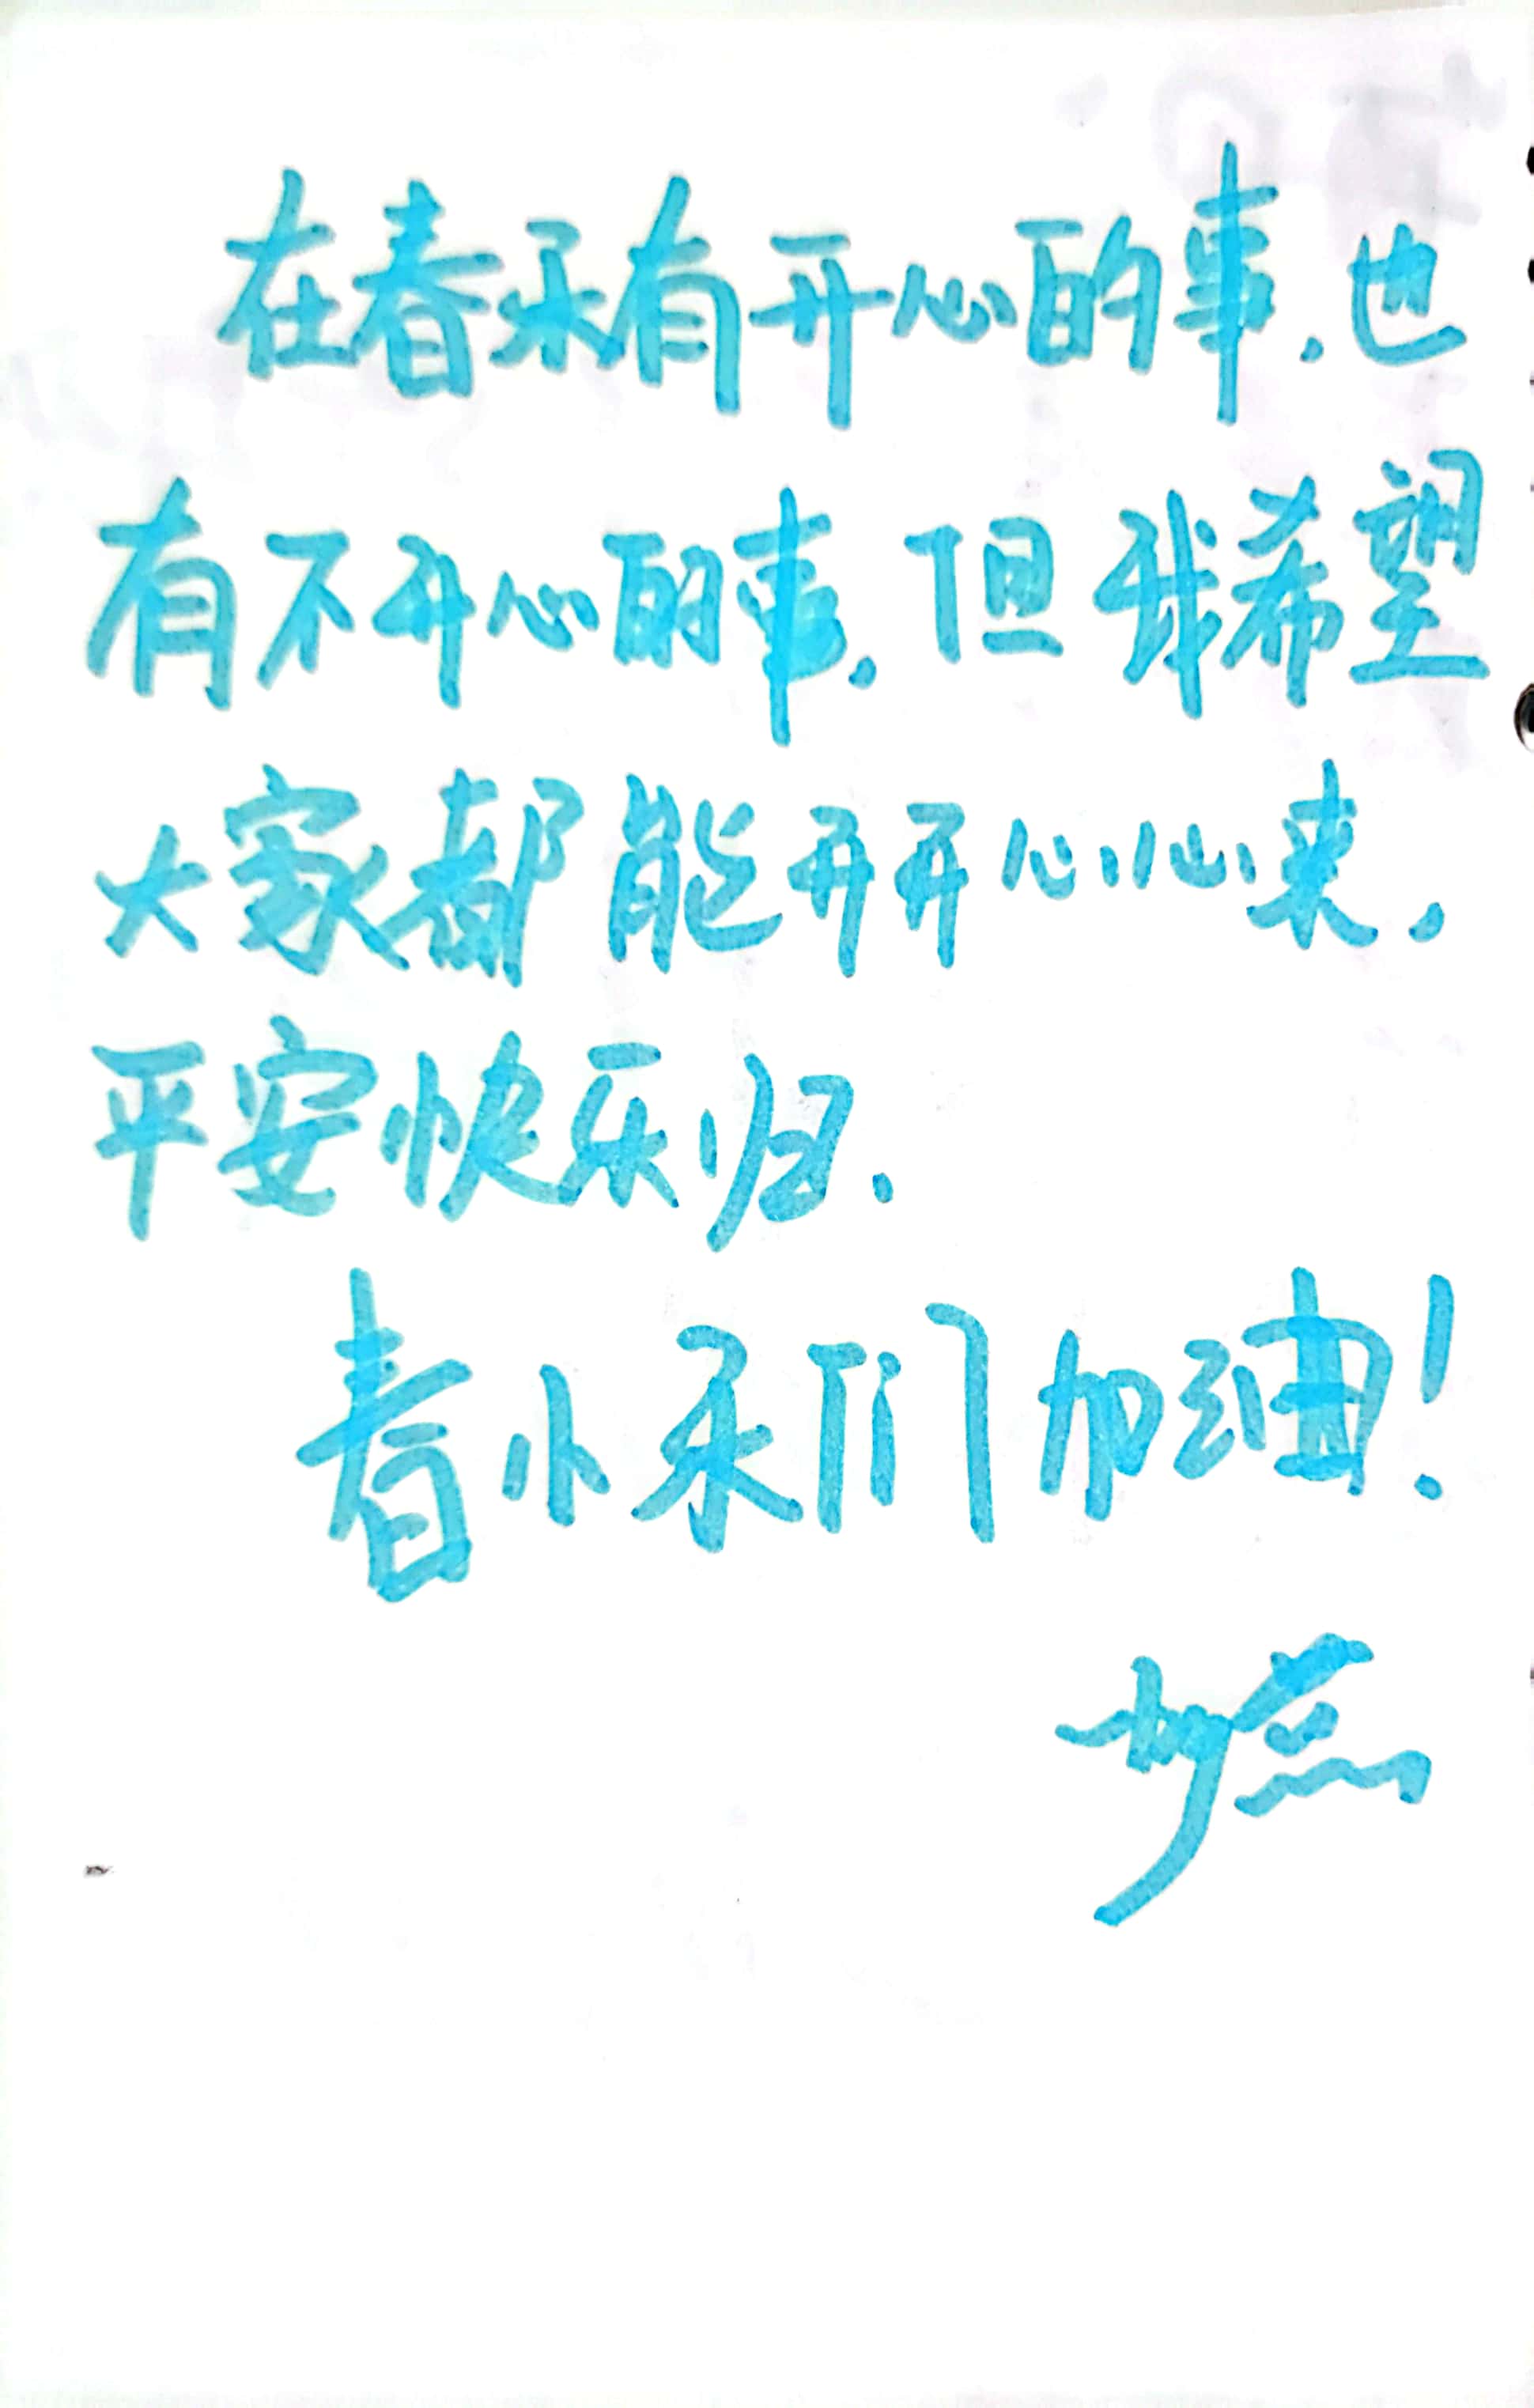 在春禾有开心的事，也
有不开心的事，但我希望
大家都能开开心心来，
平安快乐归.
春小禾们加油！